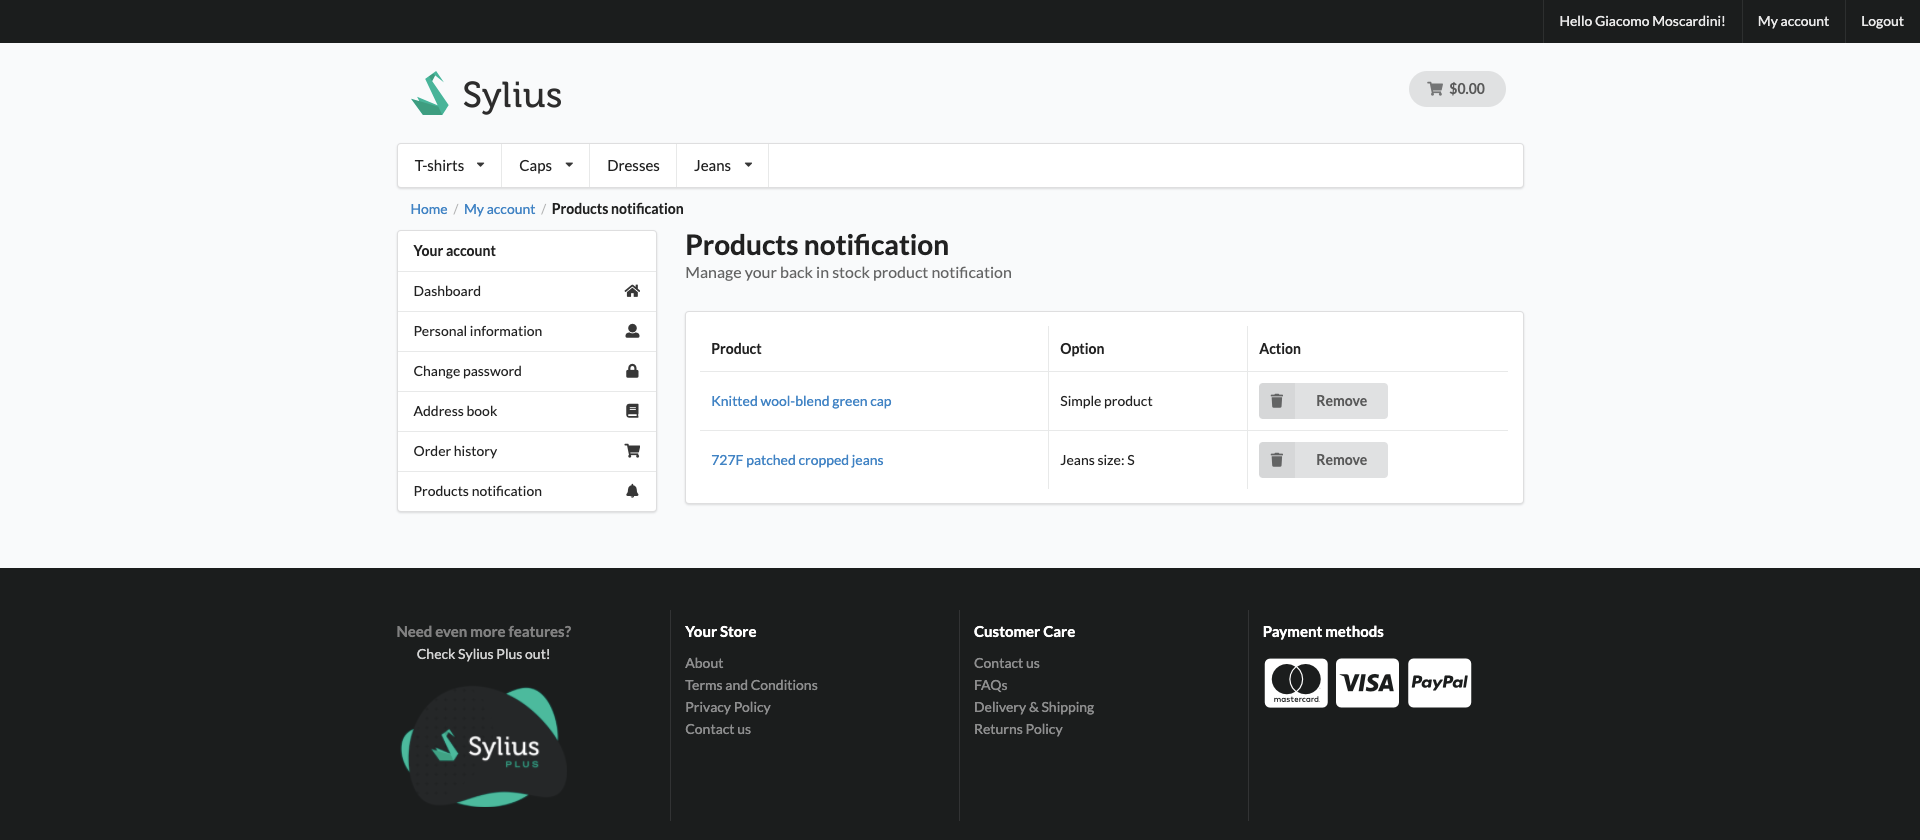 Hello Giacomo Moscardini!
My account
Logout
Sylius
$0.00
T-shirts
Caps
Dresses
Jeans
Home / My account / Products notification
Your account
Dashboard
Personal information
Change password
Address book
Order history
Products notification
Products notification
Manage your back in stock product notification
Product Option Action
Knitted wool-blend green cap Simple product Remove
727F patched cropped jeans Jeans size: S Remove
Need even more features?
Check Sylius Plus out!
Sylius
PLUS
Your Store
About
Terms and Conditions
Privacy Policy
Contact us
Customer Care
Contact us
FAQs
Delivery & Shipping
Returns Policy
Payment methods
mastercard.
VISA
PayPal